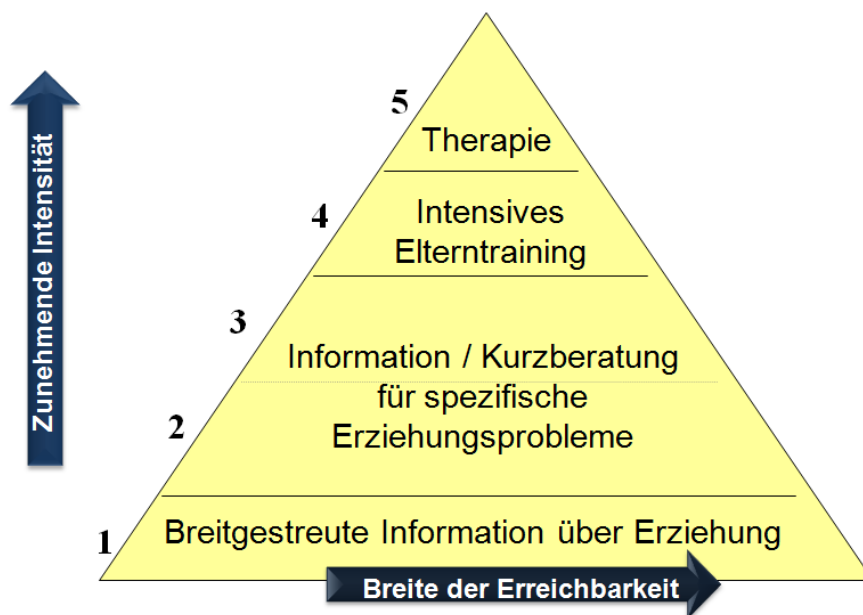 5
Therapie
4
Intensives
Elterntraining
3
Information / Kurzberatung
für spezifische
2
Erziehungsprobleme
1
Breitgestreute Information über Erziehung
Breite der Erreichbarkeit
Zunehmende Intensität